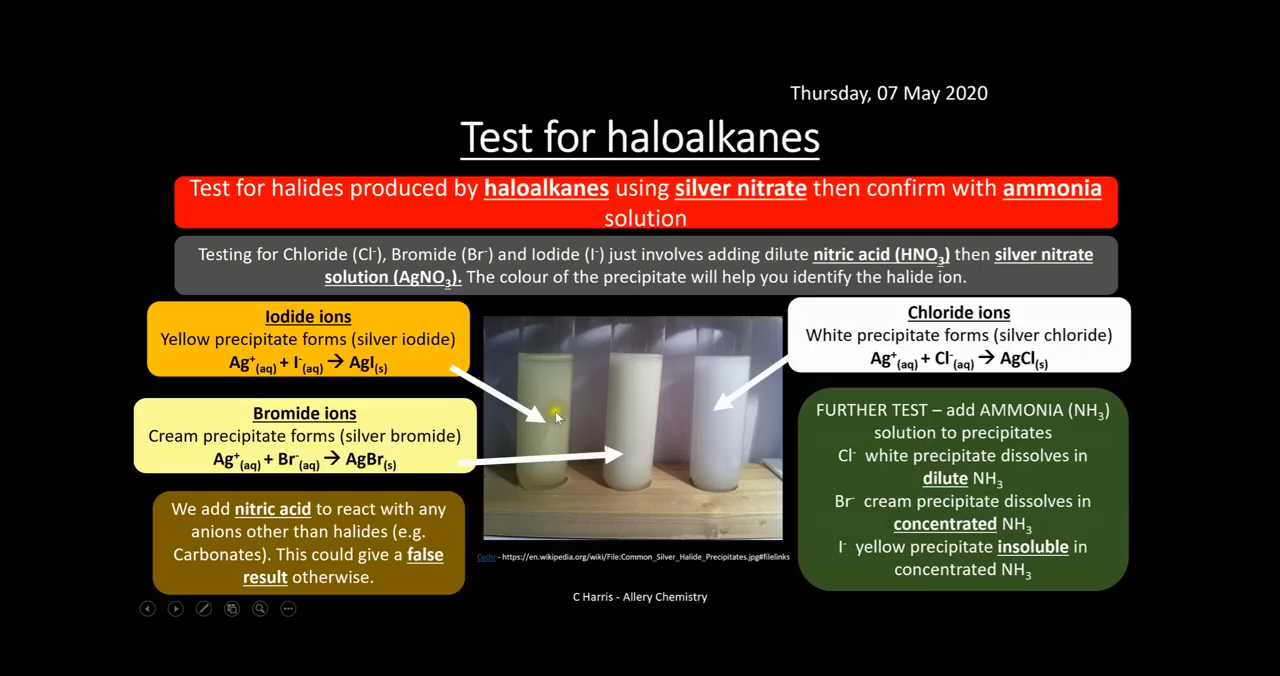 Thursday, 07 May 2020
Test for haloalkanes
Test for halides produced by haloalkanes using silver nitrate then confirm with ammonia
solution
Testing for Chloride (Cl⁻), Bromide (Br⁻) and Iodide (I⁻) just involves adding dilute nitric acid (HNO₃) then silver nitrate
solution (AgNO₃). The colour of the precipitate will help you identify the halide ion.
Iodide ions
Yellow precipitate forms (silver iodide)
Ag⁺(aq) + I⁻(aq) → AgI(s)
Bromide ions
Cream precipitate forms (silver bromide)
Ag⁺(aq) + Br⁻(aq) → AgBr(s)
We add nitric acid to react with any
anions other than halides (e.g.
Carbonates). This could give a false
result otherwise.
Chloride ions
White precipitate forms (silver chloride)
Ag⁺(aq) + Cl⁻(aq) → AgCl(s)
FURTHER TEST – add AMMONIA (NH₃)
solution to precipitates
Cl⁻ white precipitate dissolves in
dilute NH₃
Br⁻ cream precipitate dissolves in
concentrated NH₃
I⁻ yellow precipitate insoluble in
concentrated NH₃
Cychr - https://en.wikipedia.org/wiki/File:Common_Silver_Halide_Precipitates.jpg#filelinks
C Harris - Allery Chemistry